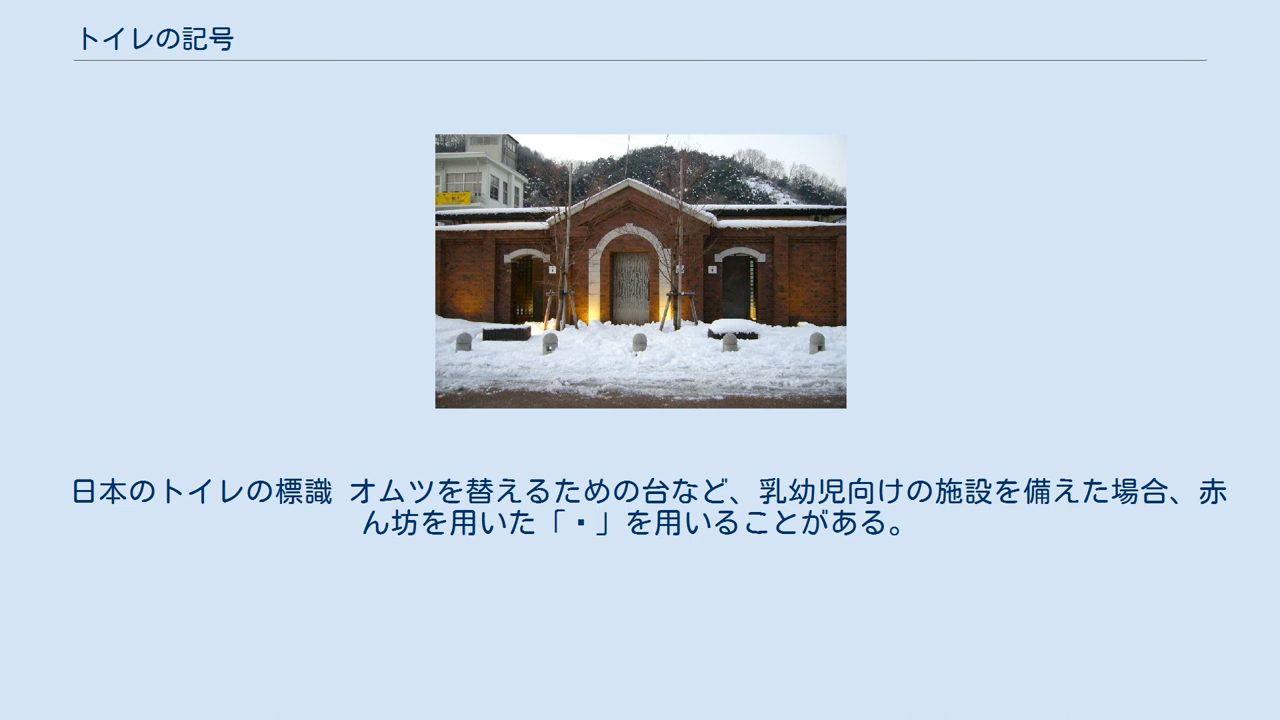 トイレの記号
日本のトイレの標識 オムツを替えるための台など、乳幼児向けの施設を備えた場合、赤
ん坊を用いた「▪」を用いることがある。